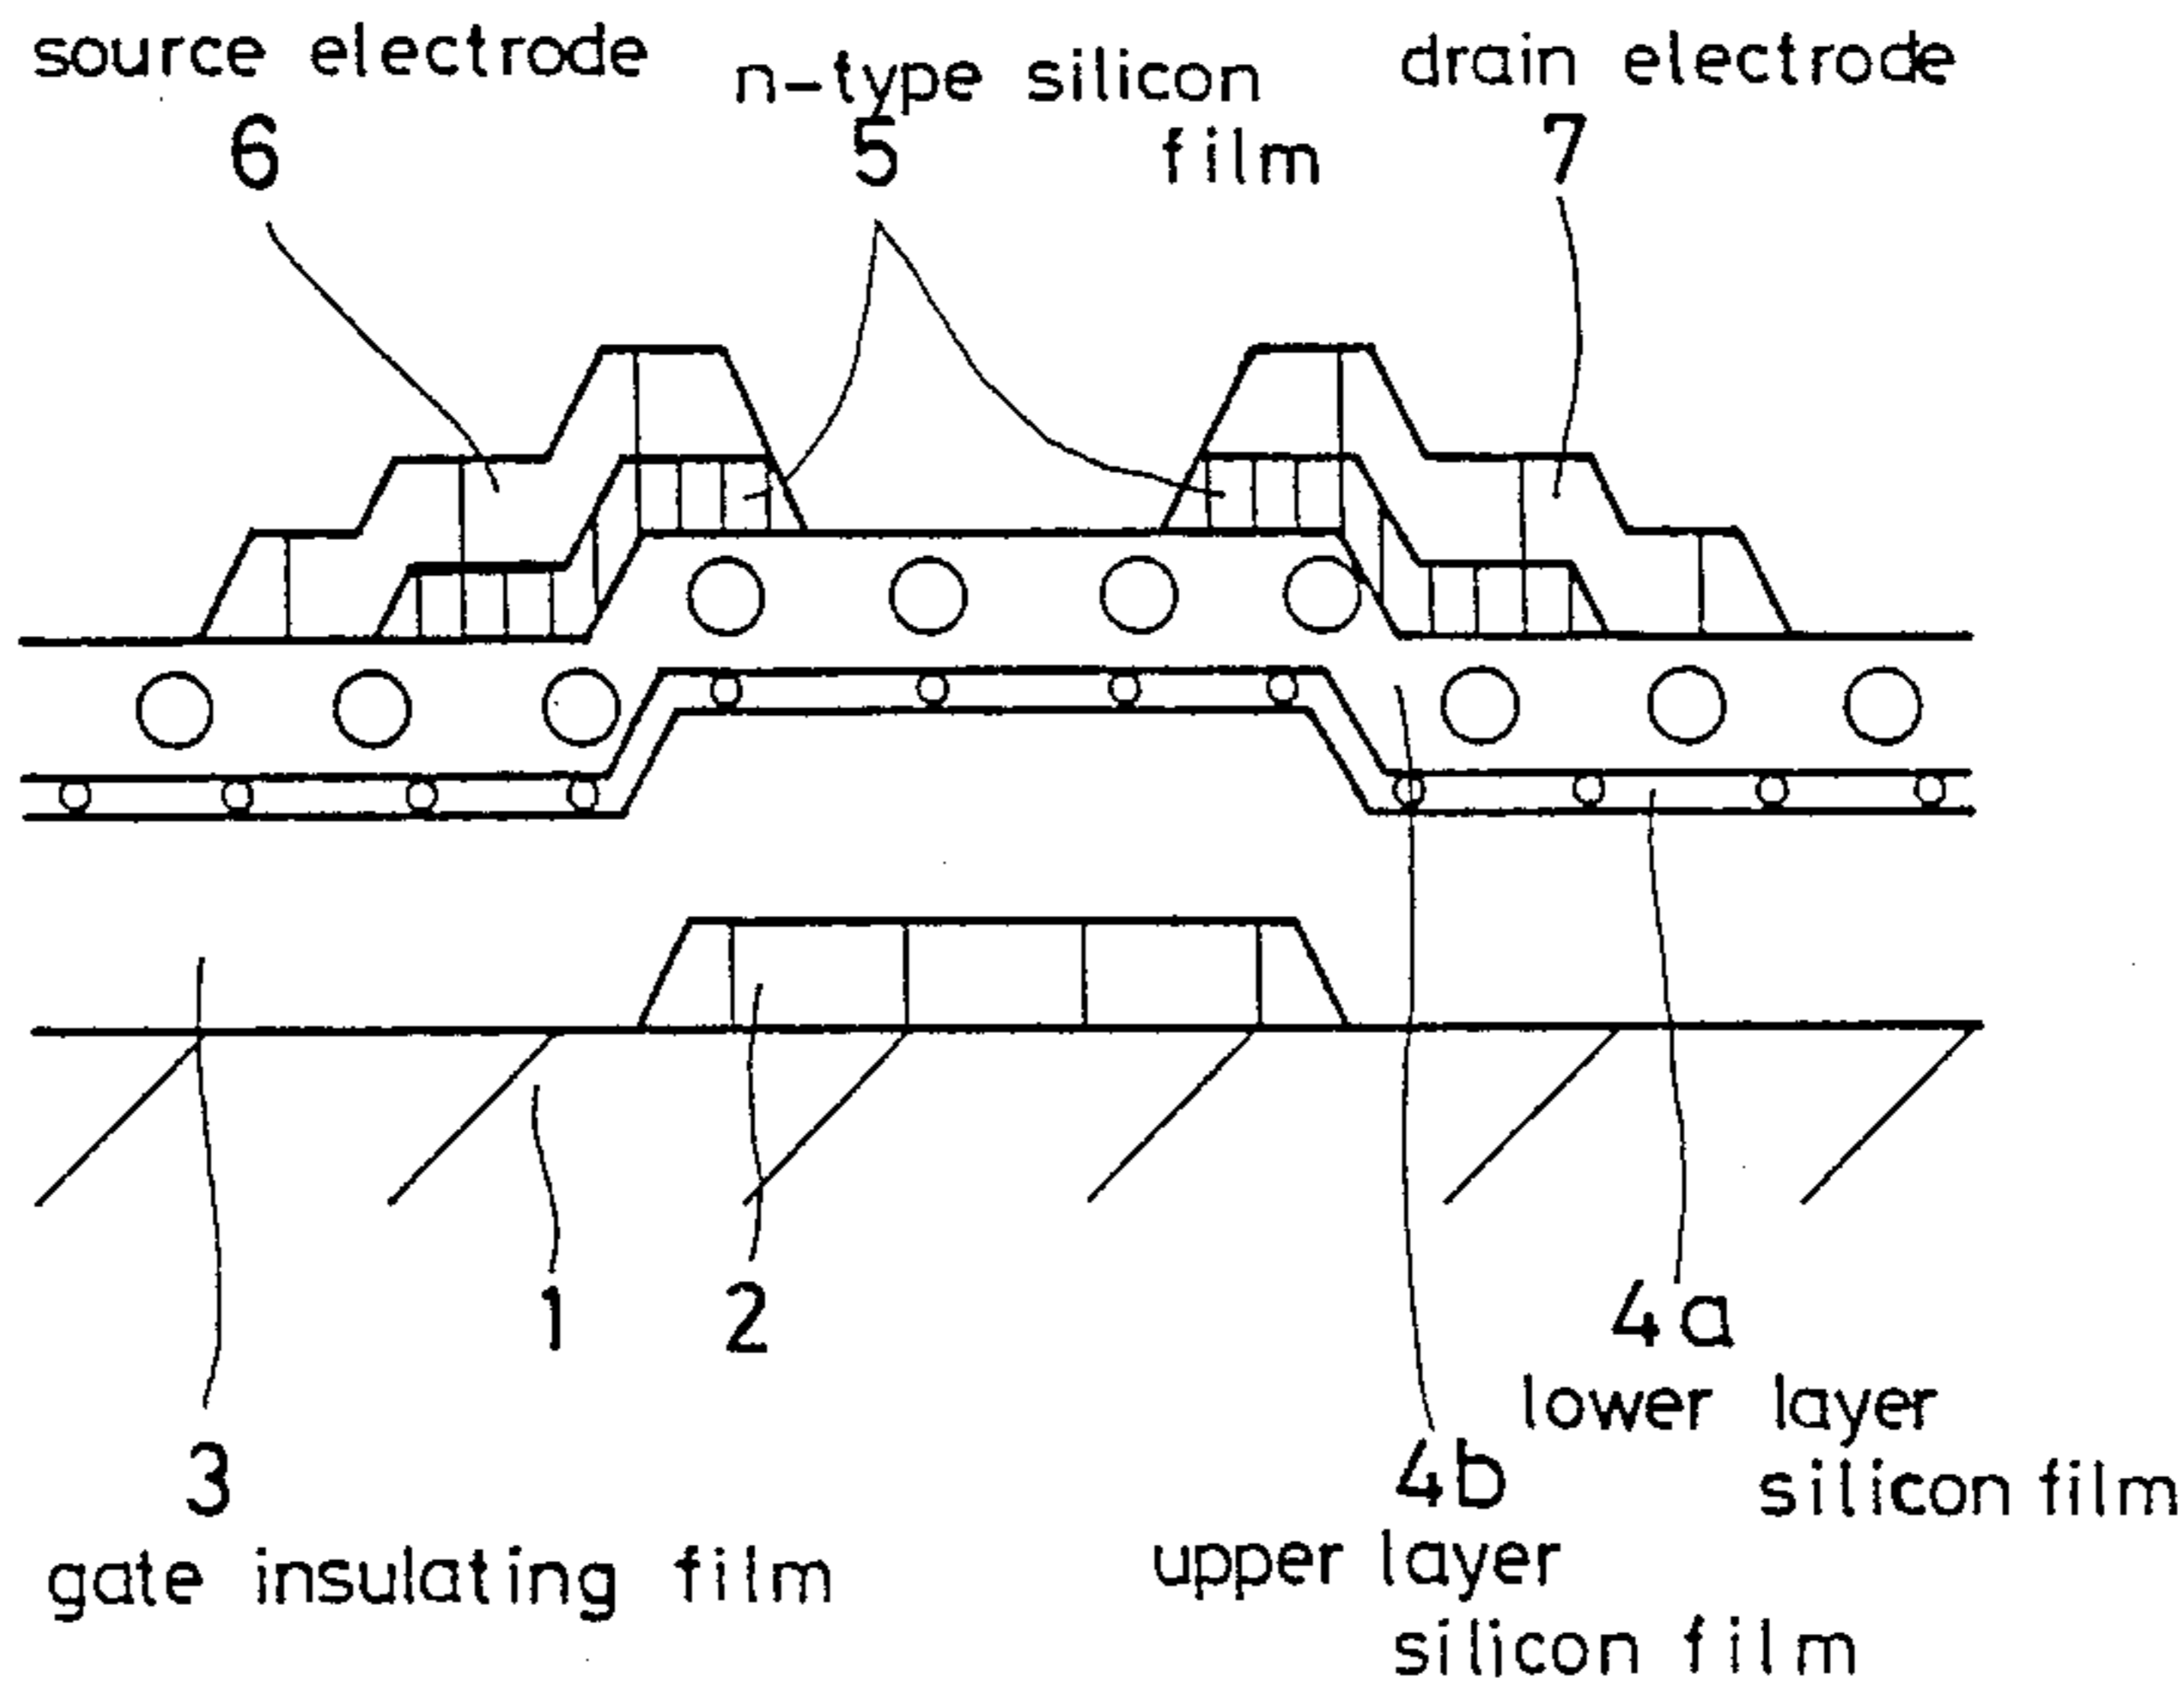 source electrode
6
n-type silicon
film
5
drain electrode
7
1
2
3
gate insulating film
4a
lower layer
silicon film
4b
upper layer
silicon film